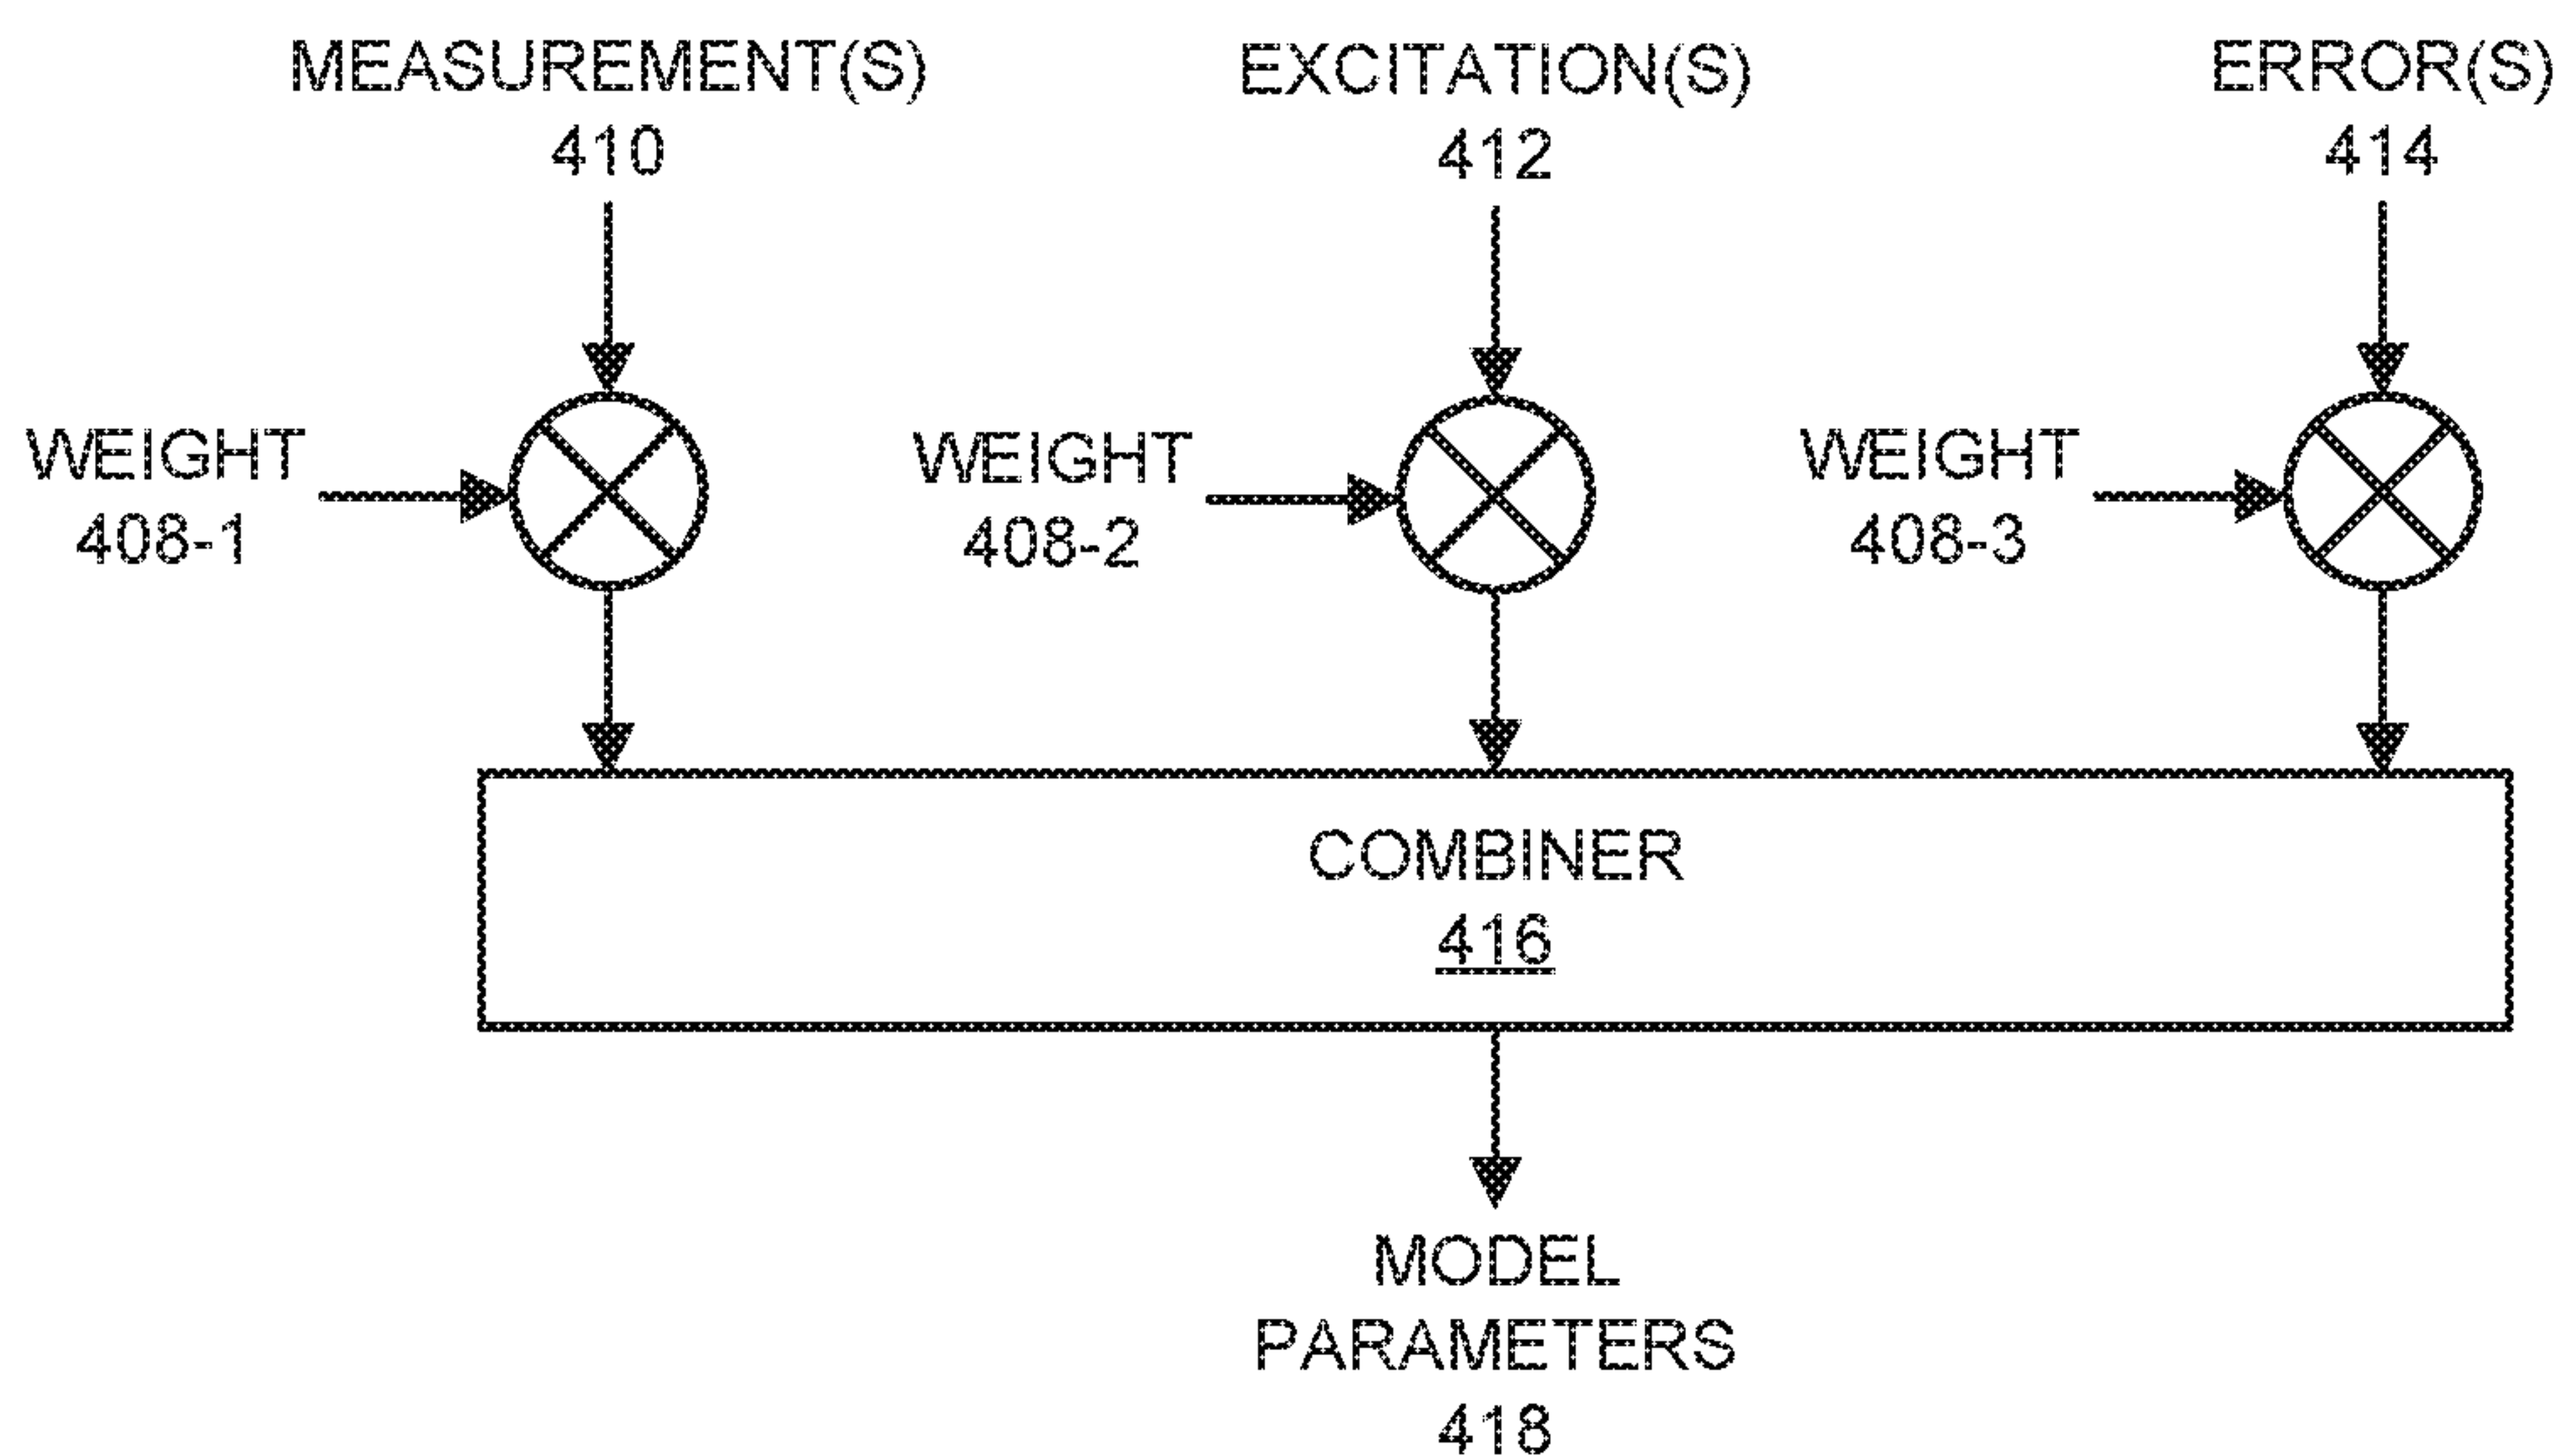 MEASUREMENT(S)
410
EXCITATION(S)
412
ERROR(S)
414
WEIGHT
408-1
WEIGHT
408-2
WEIGHT
408-3
COMBINER
416
MODEL
PARAMETERS
418